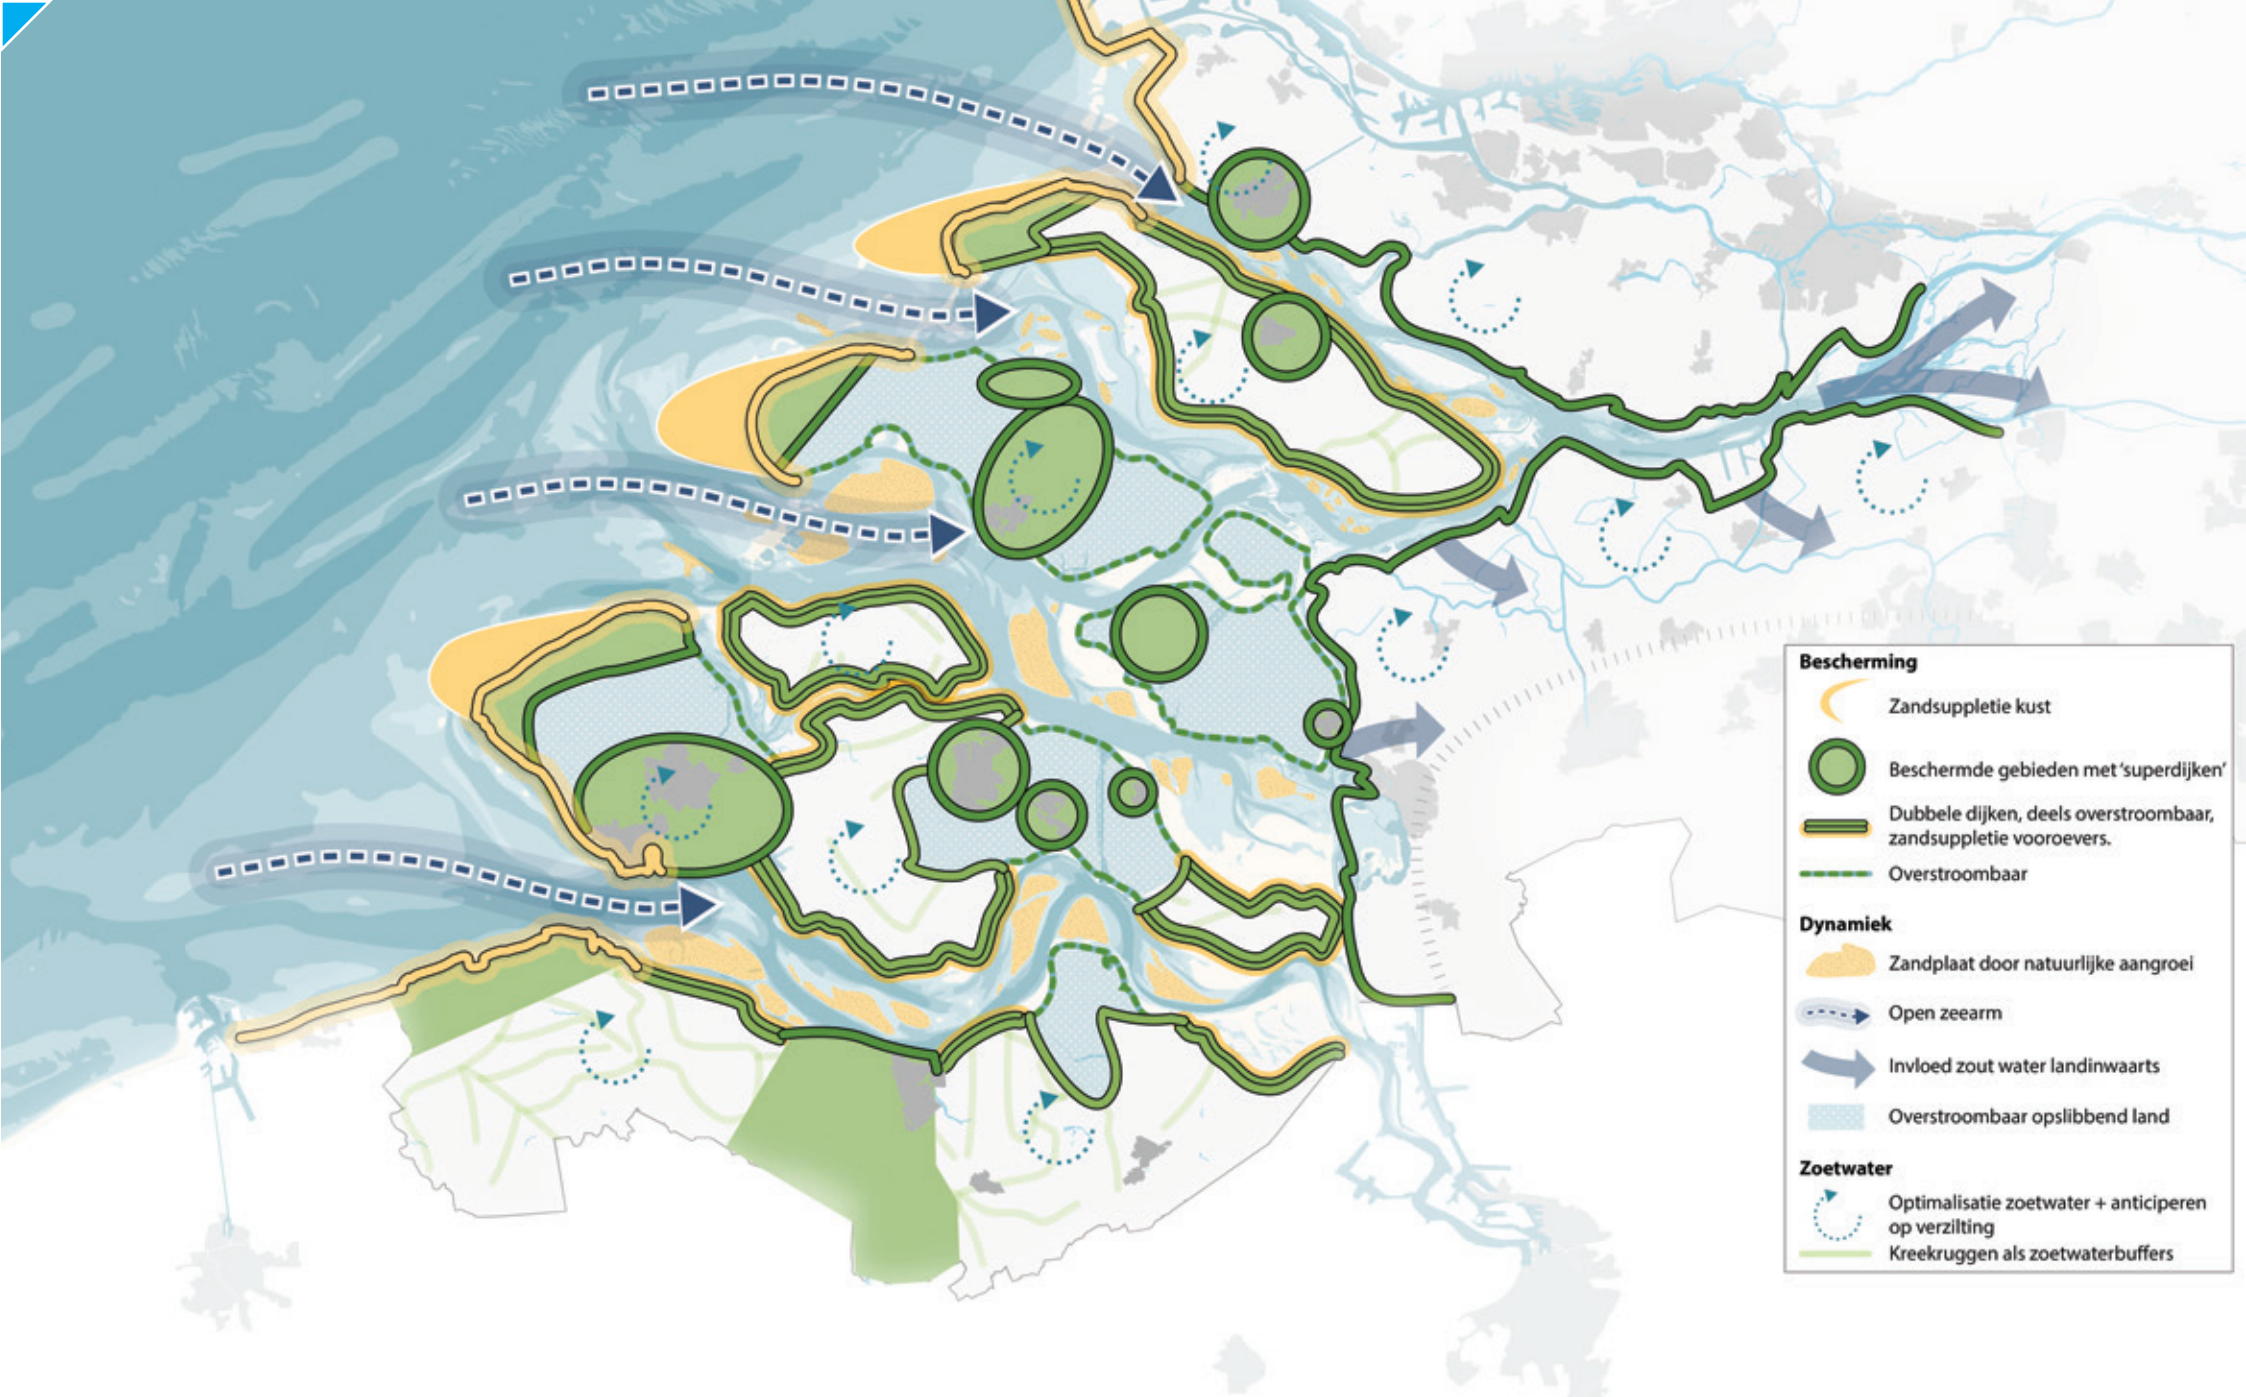 Bescherming
Zandsuppletie kust
Beschermde gebieden met ‘superdijken’
Dubbele dijken, deels overstroombaar,
zandsuppletie vooroevers.
Overstroombaar
Dynamiek
Zandplaat door natuurlijke aangroei
Open zeearm
Invloed zout water landinwaarts
Overstroombaar opslibbend land
Zoetwater
Optimalisatie zoetwater + anticiperen
op verzilting
Kreekruggen als zoetwaterbuffers